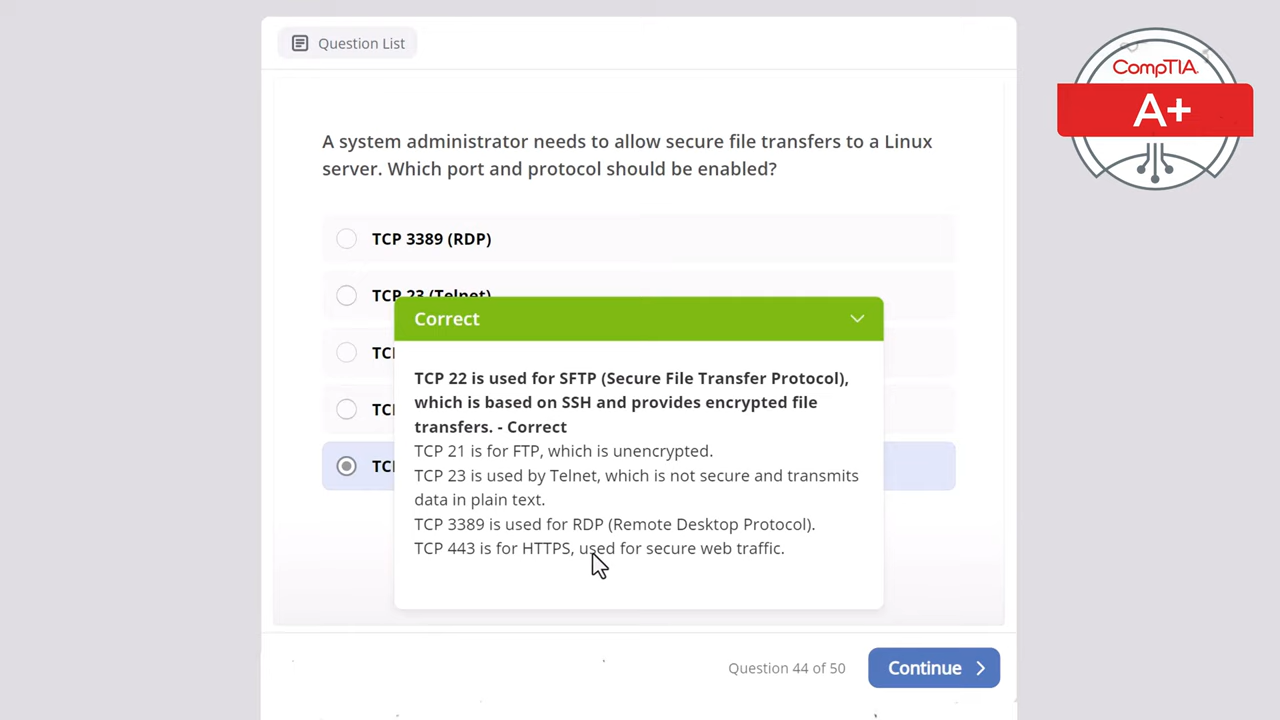 Question List
CompTIA.
A+
A system administrator needs to allow secure file transfers to a Linux
server. Which port and protocol should be enabled?
TCP 3389 (RDP)
TCP 23 (Telnet)
Correct
TCP 22 is used for SFTP (Secure File Transfer Protocol),
which is based on SSH and provides encrypted file
transfers. - Correct
TCP 21 is for FTP, which is unencrypted.
TCP 23 is used by Telnet, which is not secure and transmits
data in plain text.
TCP 3389 is used for RDP (Remote Desktop Protocol).
TCP 443 is for HTTPS, used for secure web traffic.
Question 44 of 50
Continue